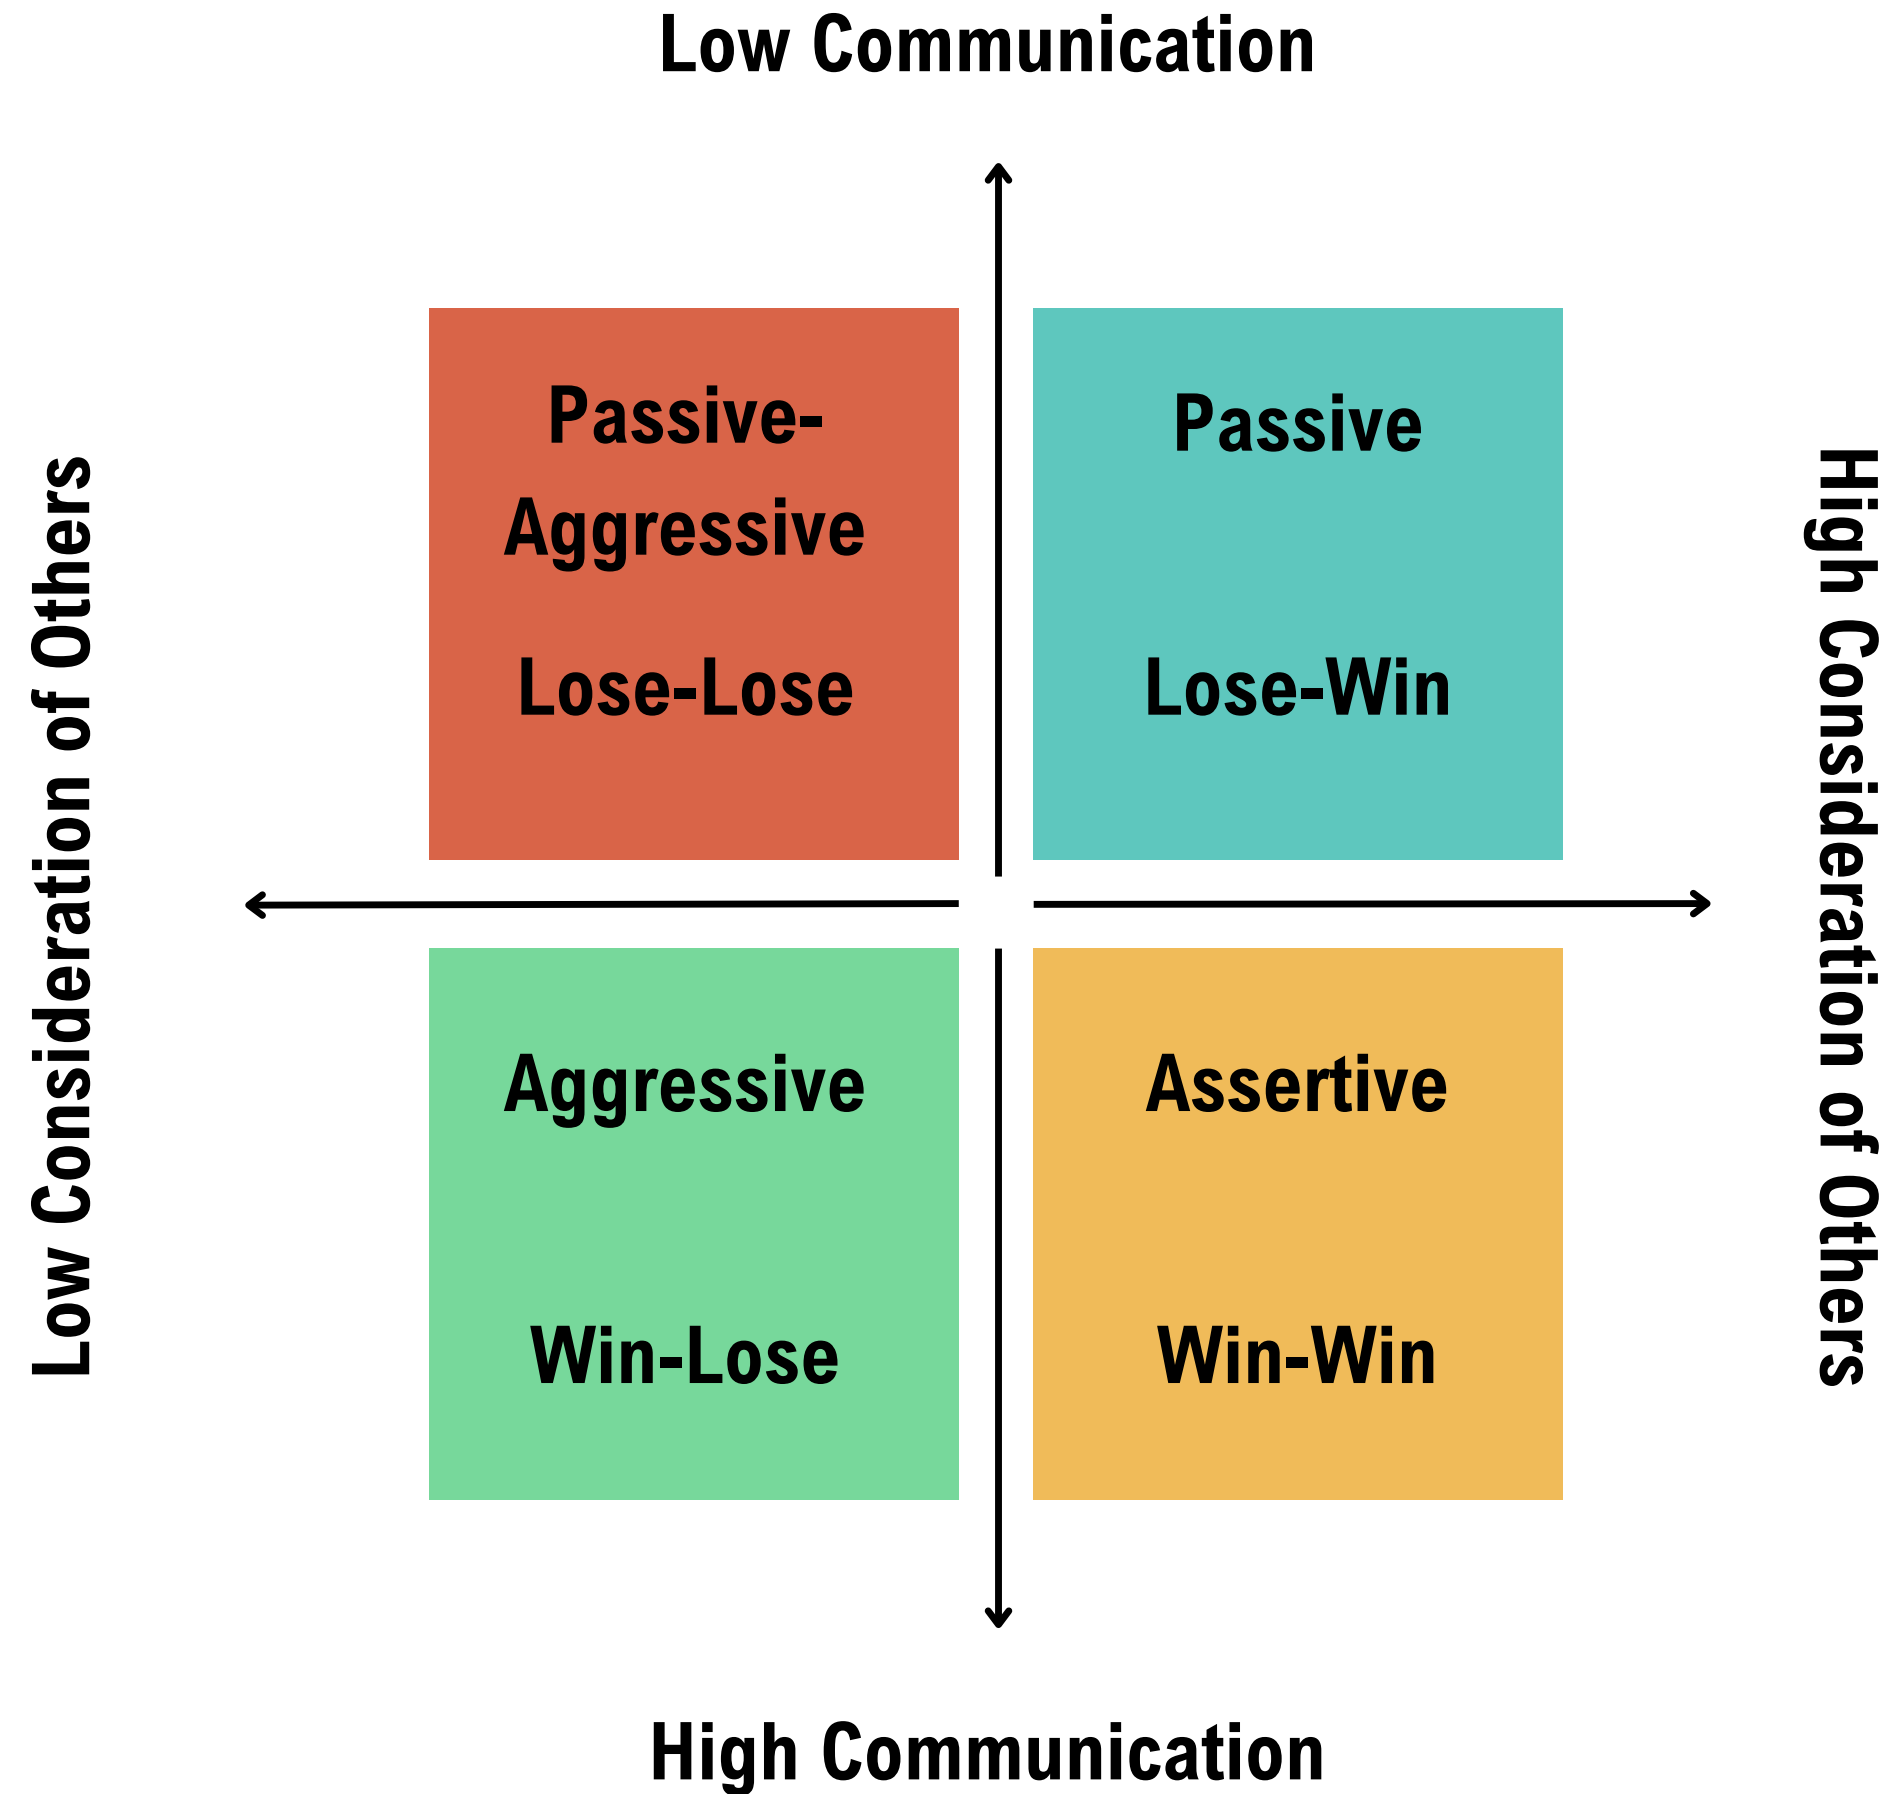 Low Communication
Low Consideration of Others
Passive-
Aggressive
Lose-Lose
Passive
Lose-Win
High Consideration of Others
Aggressive
Win-Lose
Assertive
Win-Win
High Communication